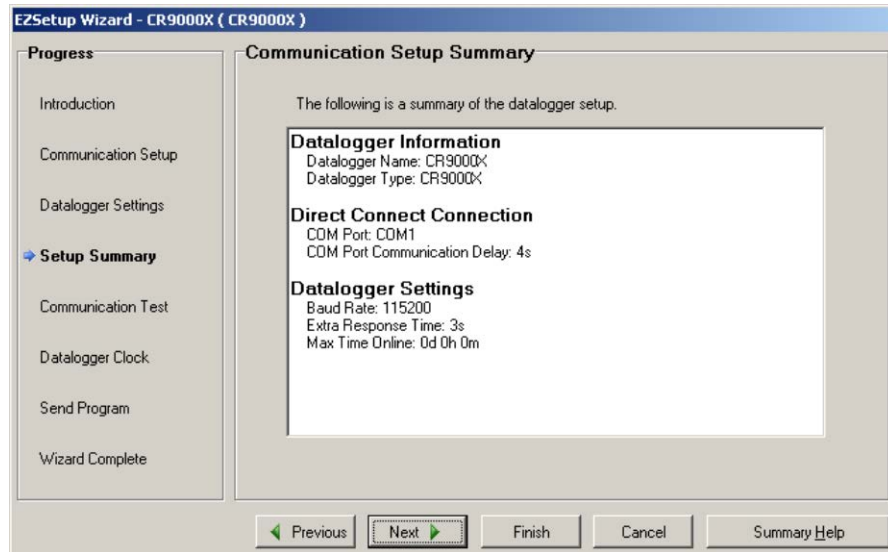 EZSetup Wizard - CR9000X ( CR9000X )
Progress
Introduction
Communication Setup
Datalogger Settings
Setup Summary
Communication Test
Datalogger Clock
Send Program
Wizard Complete
Communication Setup Summary
The following is a summary of the datalogger setup.
Datalogger Information
Datalogger Name: CR9000X
Datalogger Type: CR9000X
Direct Connect Connection
COM Port: COM1
COM Port Communication Delay: 4s
Datalogger Settings
Baud Rate: 115200
Extra Response Time: 3s
Max Time Online: 0d 0h 0m
Previous
Next
Finish
Cancel
Summary Help